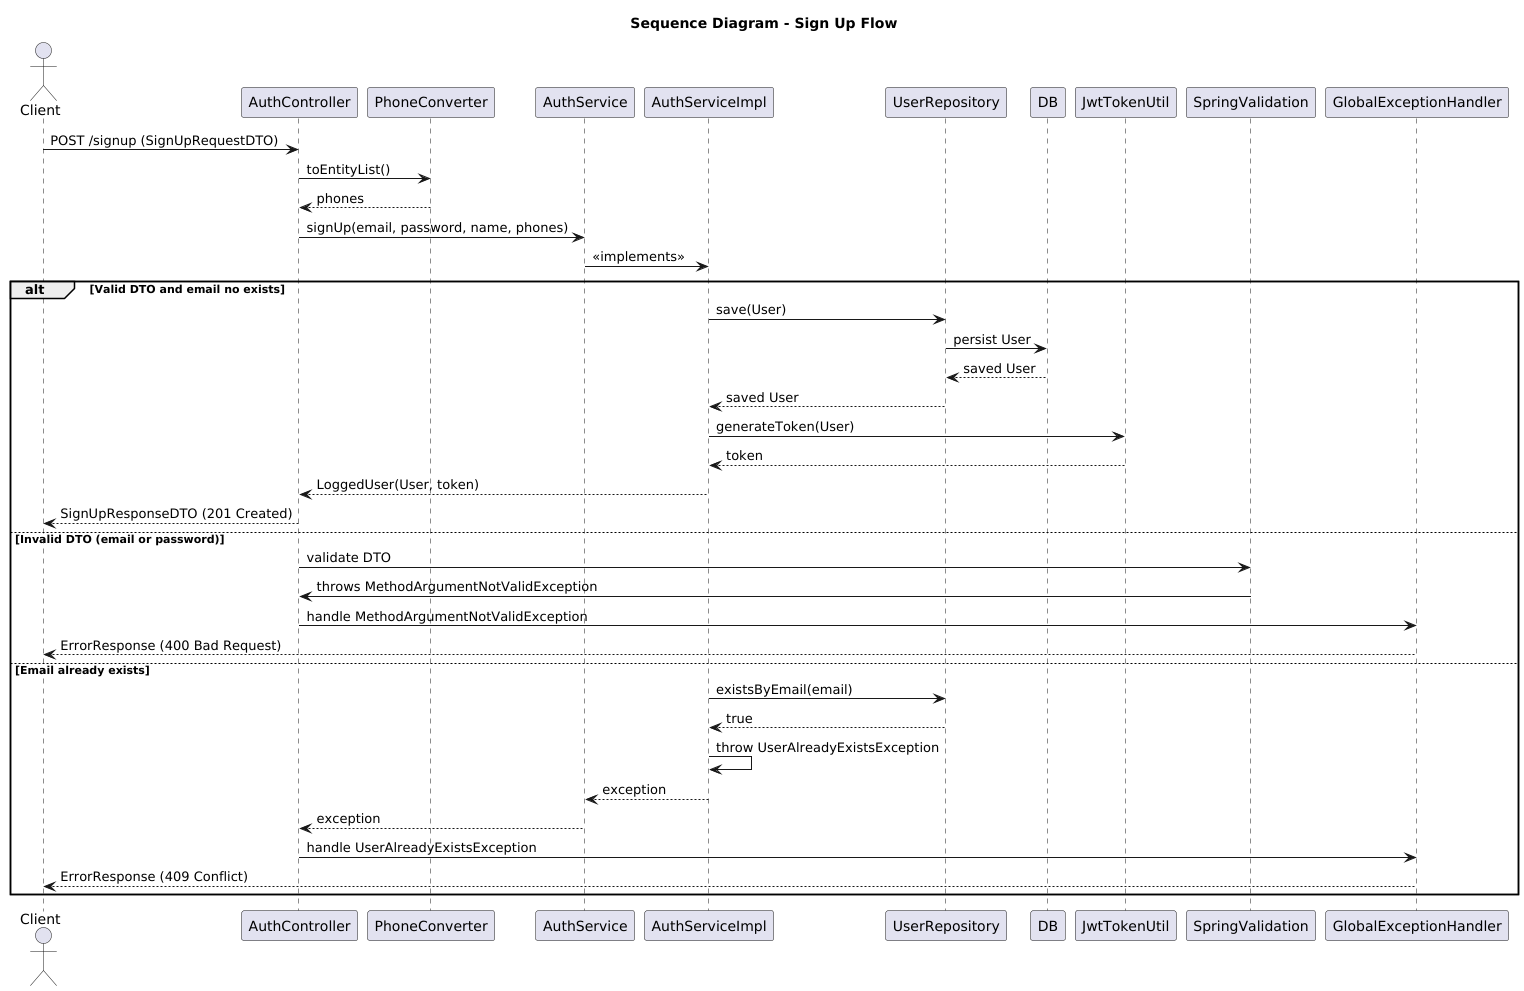 Sequence Diagram - Sign Up Flow
Client
AuthController
PhoneConverter
AuthService
AuthServiceImpl
UserRepository
DB
JwtTokenUtil
SpringValidation
GlobalExceptionHandler
POST /signup (SignUpRequestDTO)
toEntityList()
phones
signUp(email, password, name, phones)
«implements»
alt [Valid DTO and email no exists]
save(User)
persist User
saved User
saved User
generateToken(User)
token
LoggedUser(User, token)
SignUpResponseDTO (201 Created)
[Invalid DTO (email or password)]
validate DTO
throws MethodArgumentNotValidException
handle MethodArgumentNotValidException
ErrorResponse (400 Bad Request)
[Email already exists]
existsByEmail(email)
true
throw UserAlreadyExistsException
exception
exception
handle UserAlreadyExistsException
ErrorResponse (409 Conflict)
Client
AuthController
PhoneConverter
AuthService
AuthServiceImpl
UserRepository
DB
JwtTokenUtil
SpringValidation
GlobalExceptionHandler